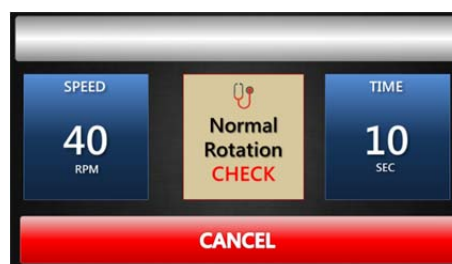 SPEED
40
RPM
Normal
Rotation
CHECK
TIME
10
SEC
CANCEL